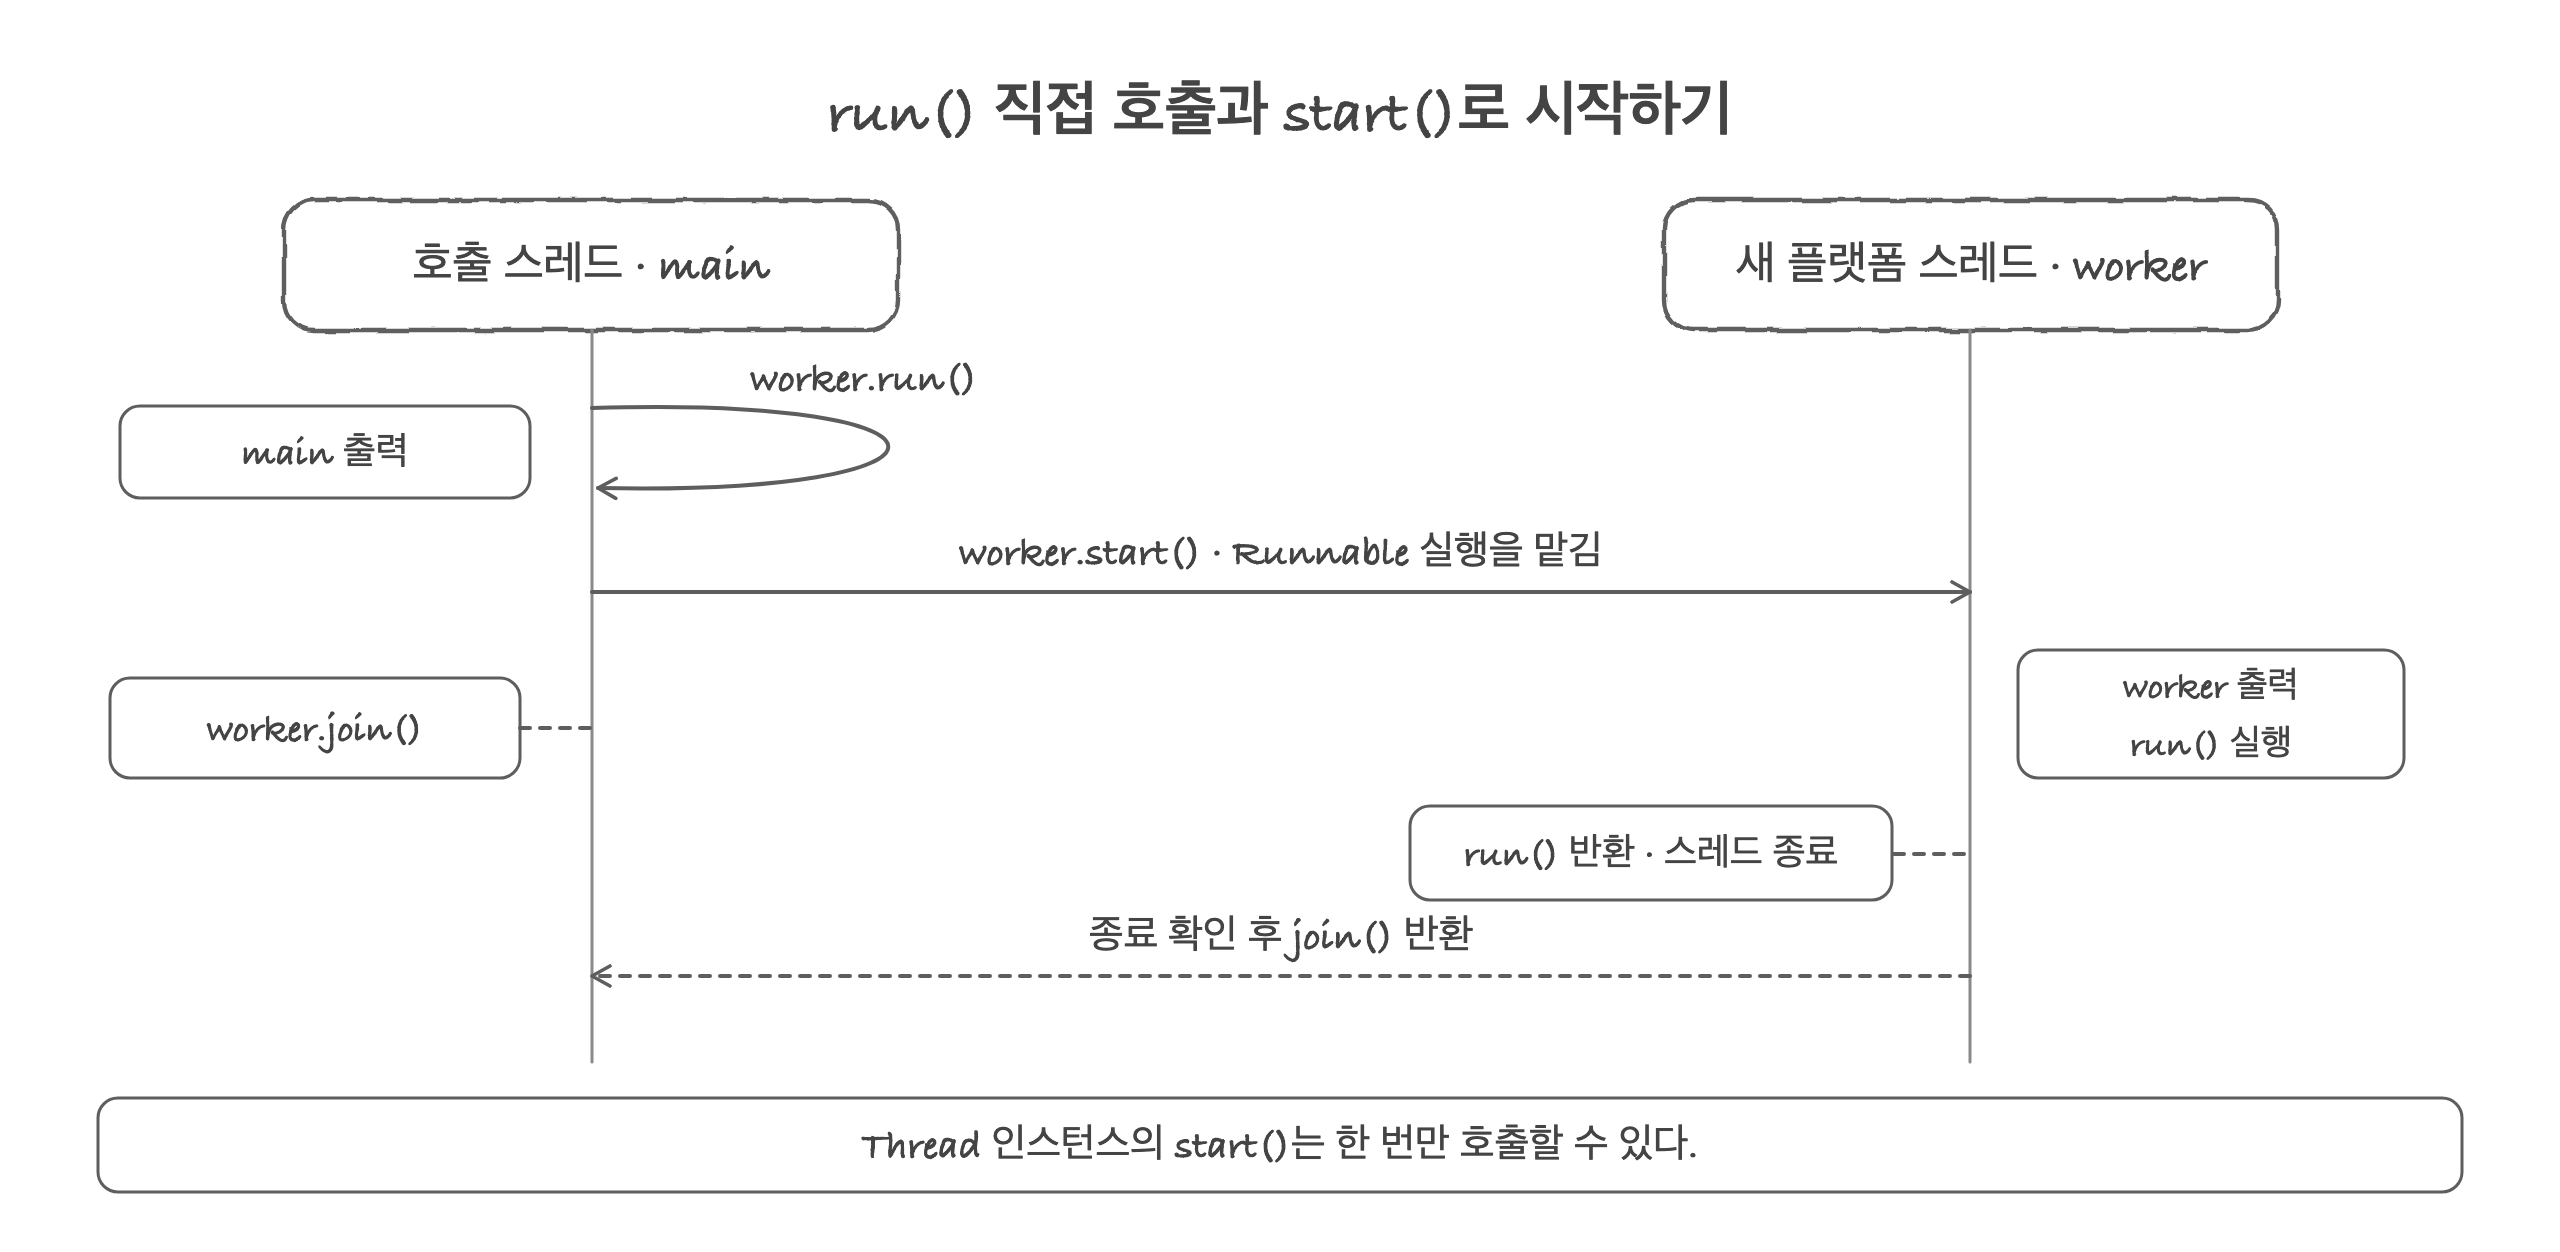 run() 직접 호출과 start()로 시작하기
호출 스레드 · main
새 플랫폼 스레드 · worker
worker.run()
main 출력
worker.start() · Runnable 실행을 맡김
worker.join()
worker 출력
run() 실행
run() 반환 · 스레드 종료
종료 확인 후 join() 반환
Thread 인스턴스의 start()는 한 번만 호출할 수 있다.